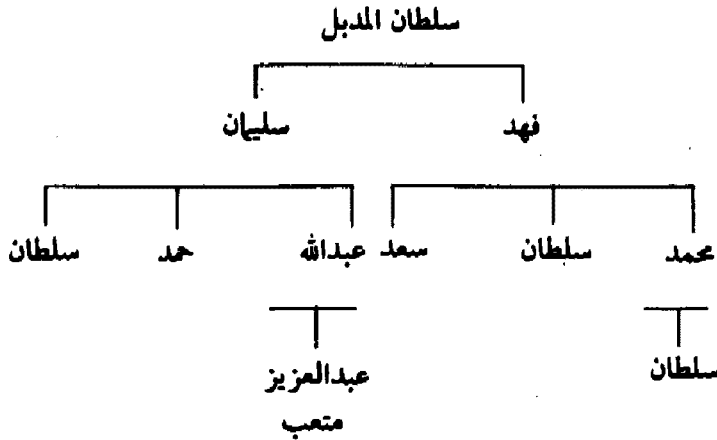 سلطان المدبل
فهد سليمان
محمد سلطان سعد عبدالله حمد سلطان
سلطان عبدالعزيز
متعب